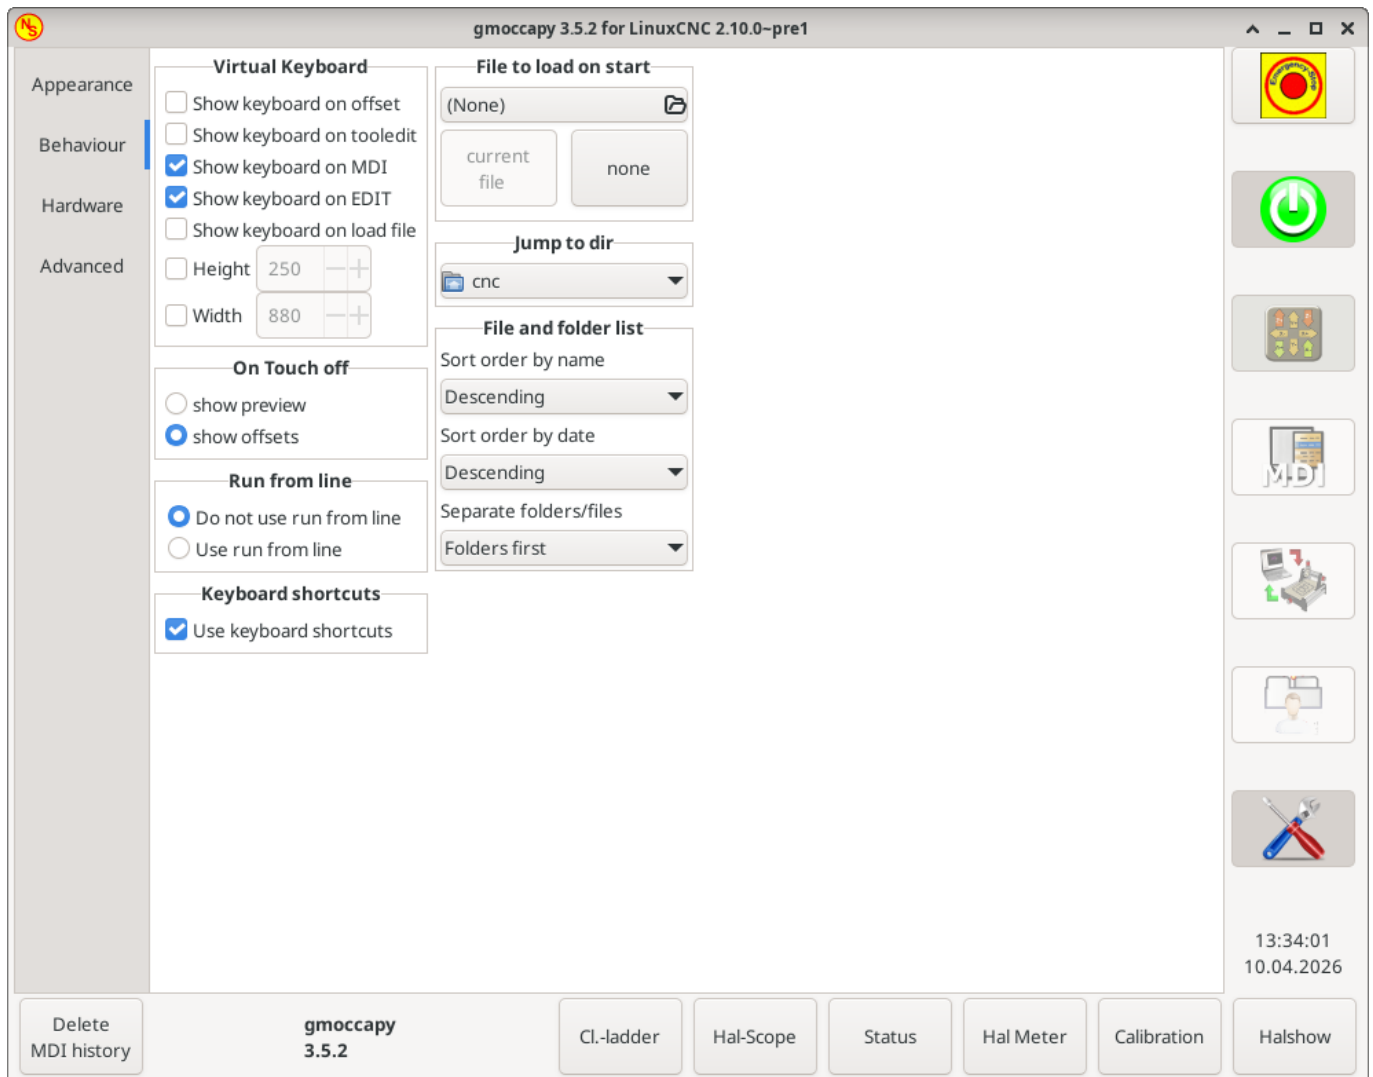 NS
gmoccapy 3.5.2 for LinuxCNC 2.10.0~pre1
Appearance
Behaviour
Hardware
Advanced
Virtual Keyboard
Show keyboard on offset
Show keyboard on tooledit
Show keyboard on MDI
Show keyboard on EDIT
Show keyboard on load file
Height 250
Width 880
On Touch off
show preview
show offsets
Run from line
Do not use run from line
Use run from line
Keyboard shortcuts
Use keyboard shortcuts
File to load on start
(None)
current
file
none
Jump to dir
cnc
File and folder list
Sort order by name
Descending
Sort order by date
Descending
Separate folders/files
Folders first
Emergency-Stop
MDI
13:34:01
10.04.2026
Delete
MDI history
gmoccapy
3.5.2
Cl.-ladder
Hal-Scope
Status
Hal Meter
Calibration
Halshow